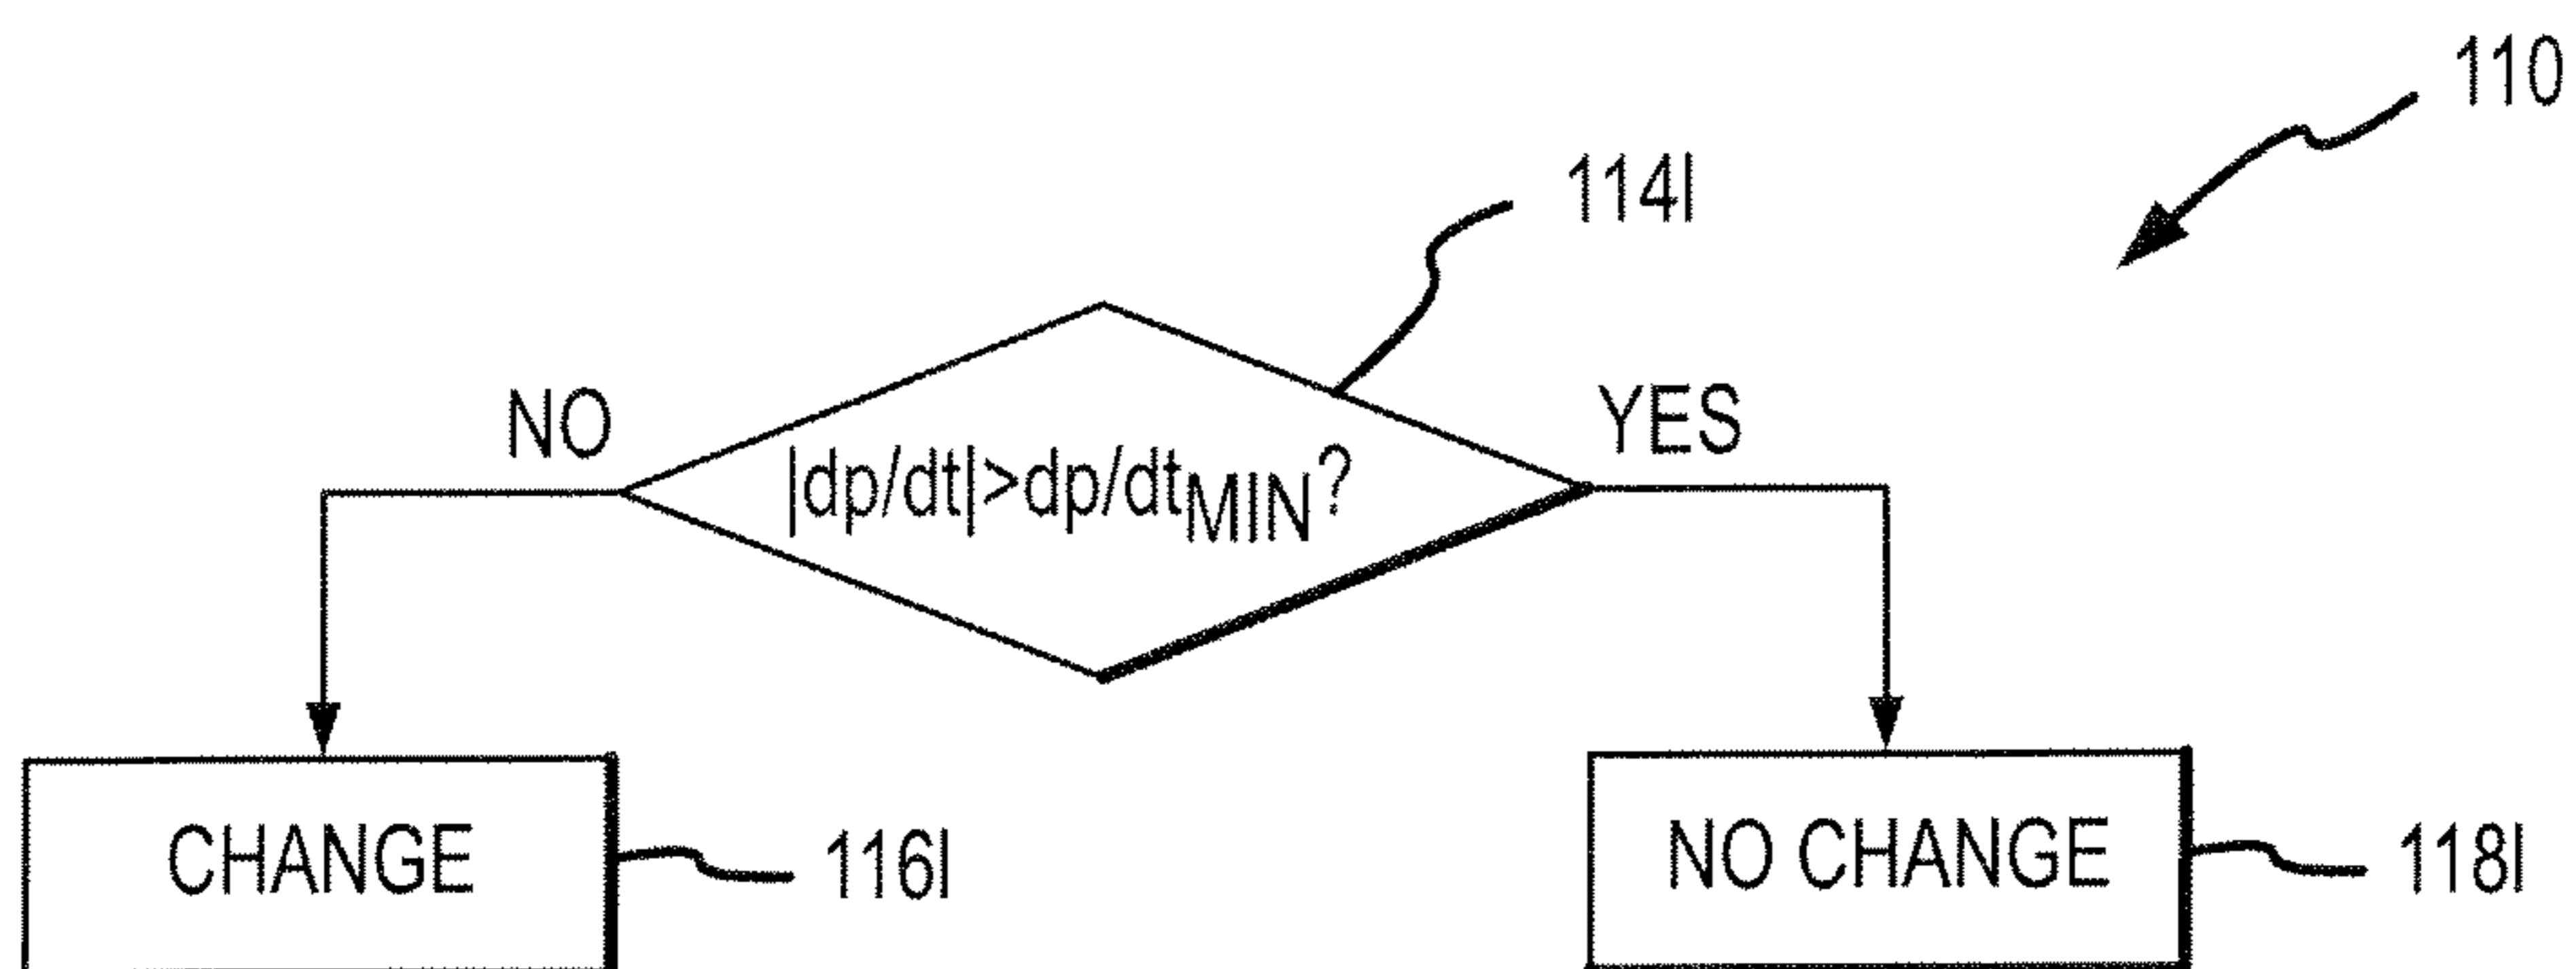 110
114I
NO
YES
|dp/dt|>dp/dtMIN?
CHANGE
116I
NO CHANGE
118I